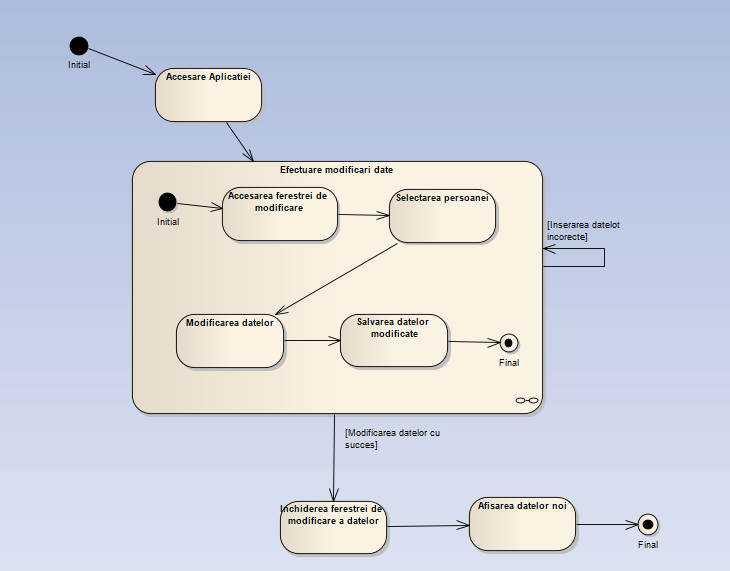 Initial
Accesare Aplicatiei
Efectuare modificari date
Initial
Accesarea ferestrei de
modificare
Selectarea persoanei
[Inserarea datelot
incorecte]
Modificarea datelor
Salvarea datelor
modificate
Final
[Modificarea datelor cu
succes]
Inchiderea ferestrei de
modificare a datelor
Afisarea datelor noi
Final